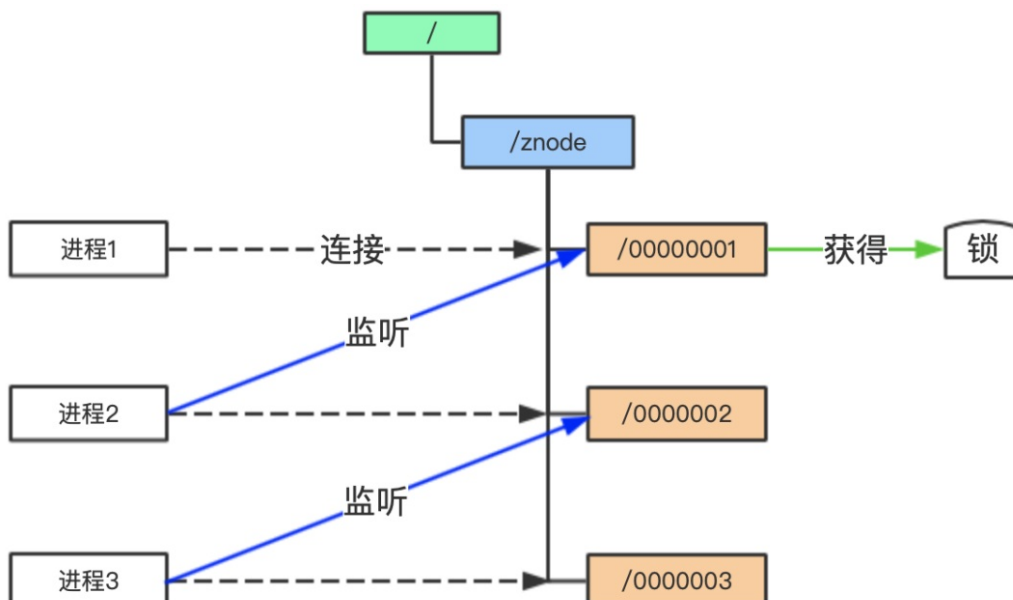 /
/znode
进程1
连接
/00000001
获得
锁
监听
进程2
/0000002
监听
进程3
/0000003